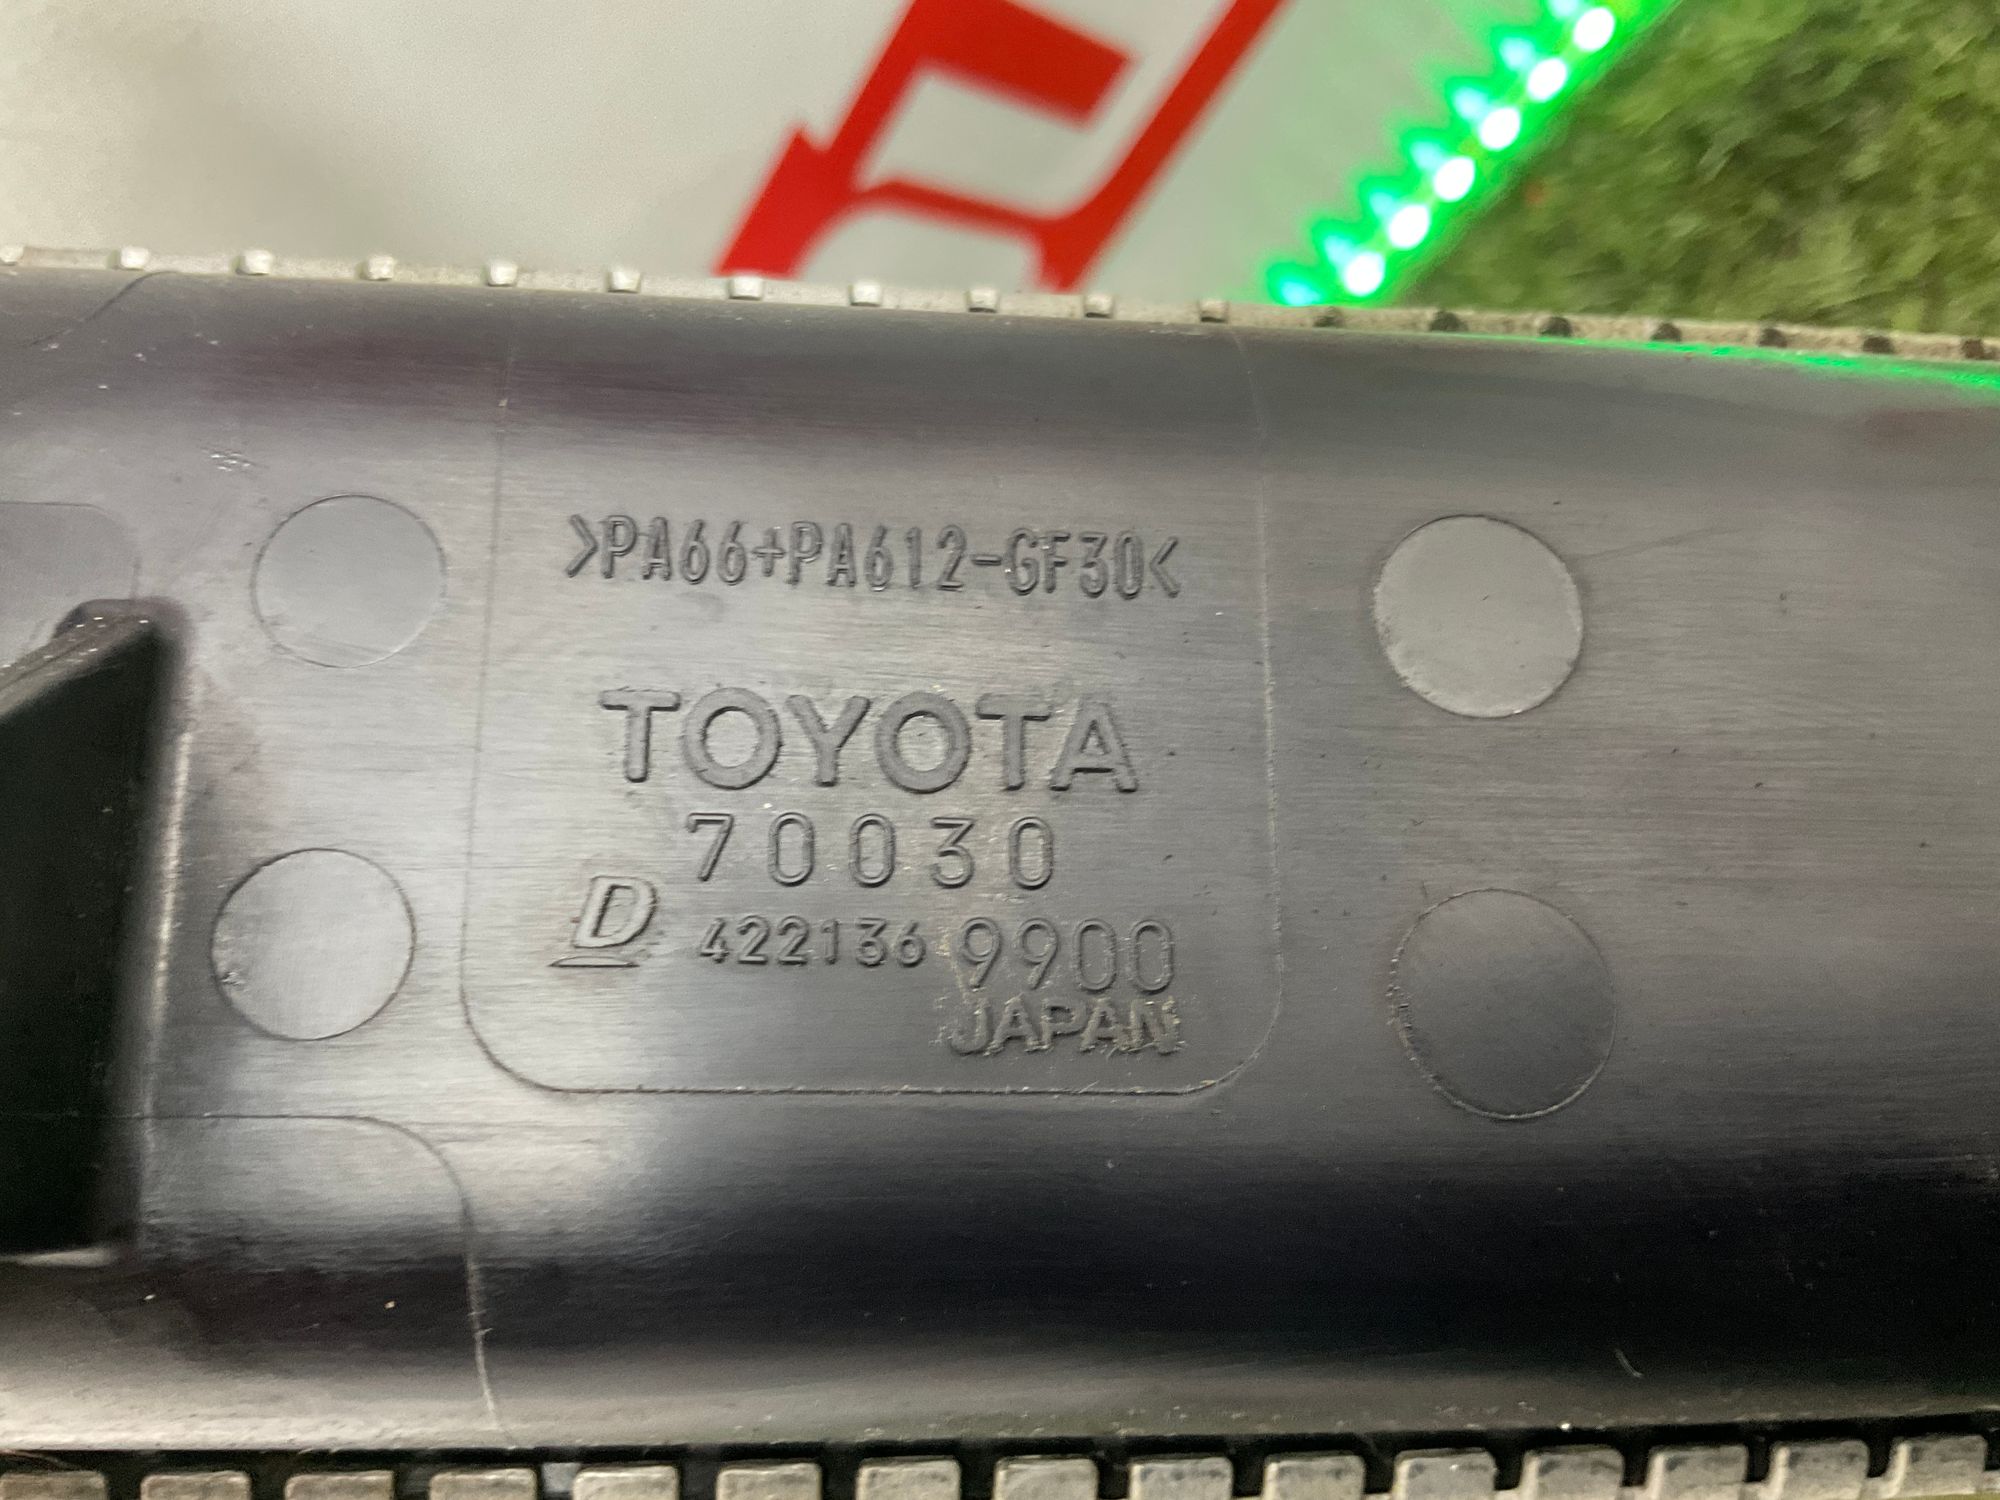 >PA66+PA612-GF30<
TOYOTA
70030
D 422136 9900
JAPAN